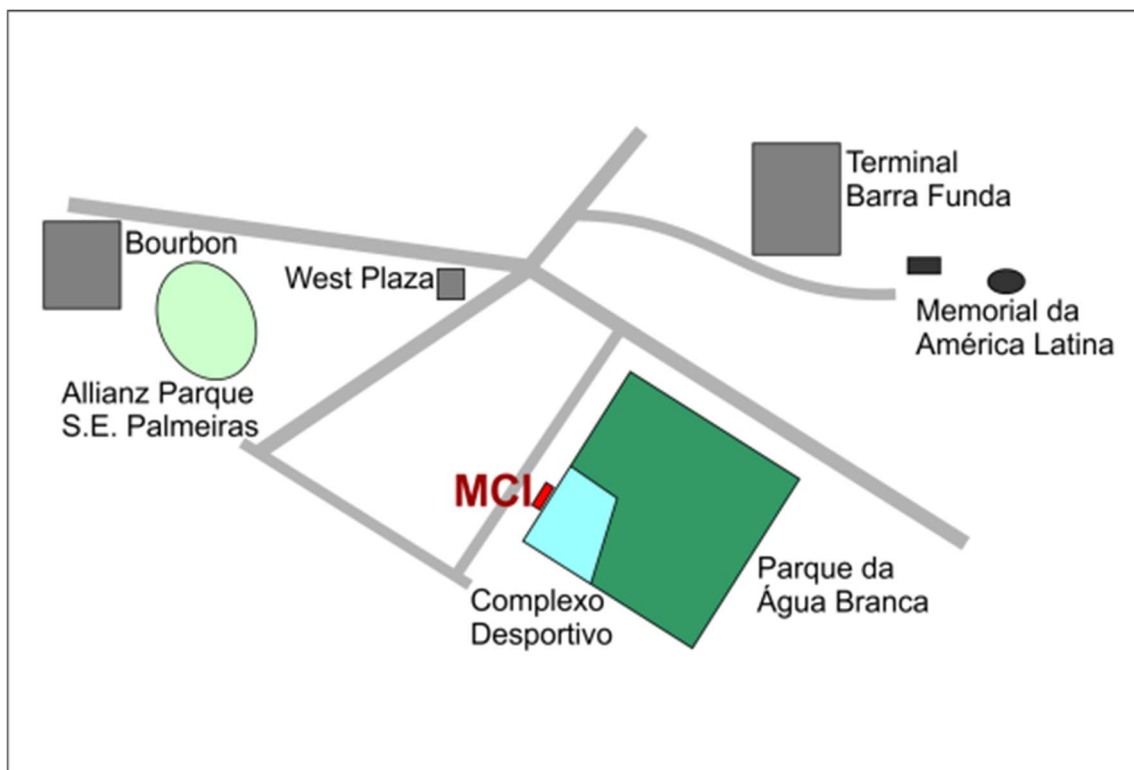 Terminal
Barra Funda
Bourbon
West Plaza
Memorial da
América Latina
Allianz Parque
S.E. Palmeiras
MCI
Parque da
Água Branca
Complexo
Desportivo